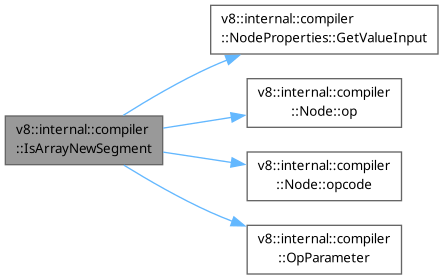 v8::internal::compiler
::NodeProperties::GetValueInput
v8::internal::compiler
::Node::op
v8::internal::compiler
::IsArrayNewSegment
v8::internal::compiler
::Node::opcode
v8::internal::compiler
::OpParameter